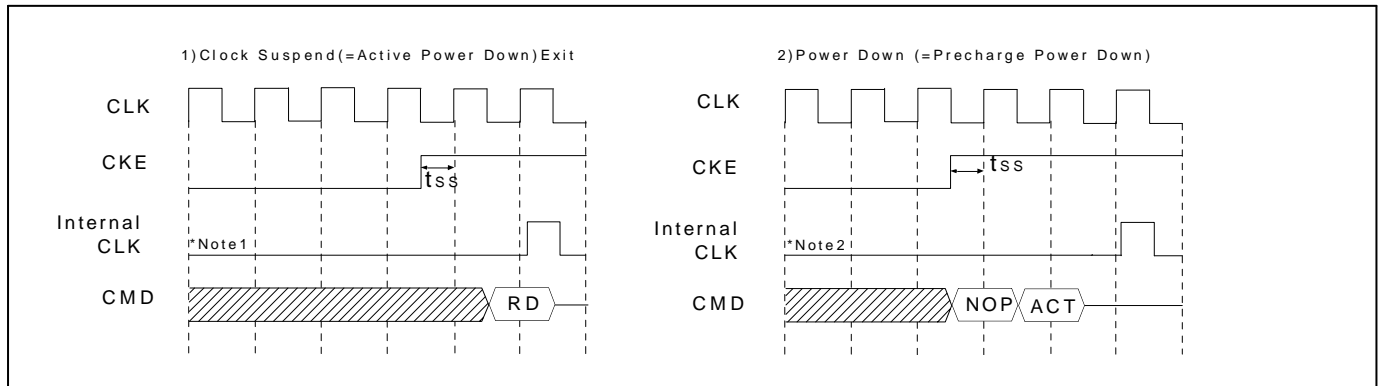 1)Clock Suspend(=Active Power Down)Exit
CLK
CKE
tss
Internal
CLK
*Note1
CMD
RD
2)Power Down (=Precharge Power Down)
CLK
CKE
tss
Internal
CLK
*Note2
CMD
NOP
ACT